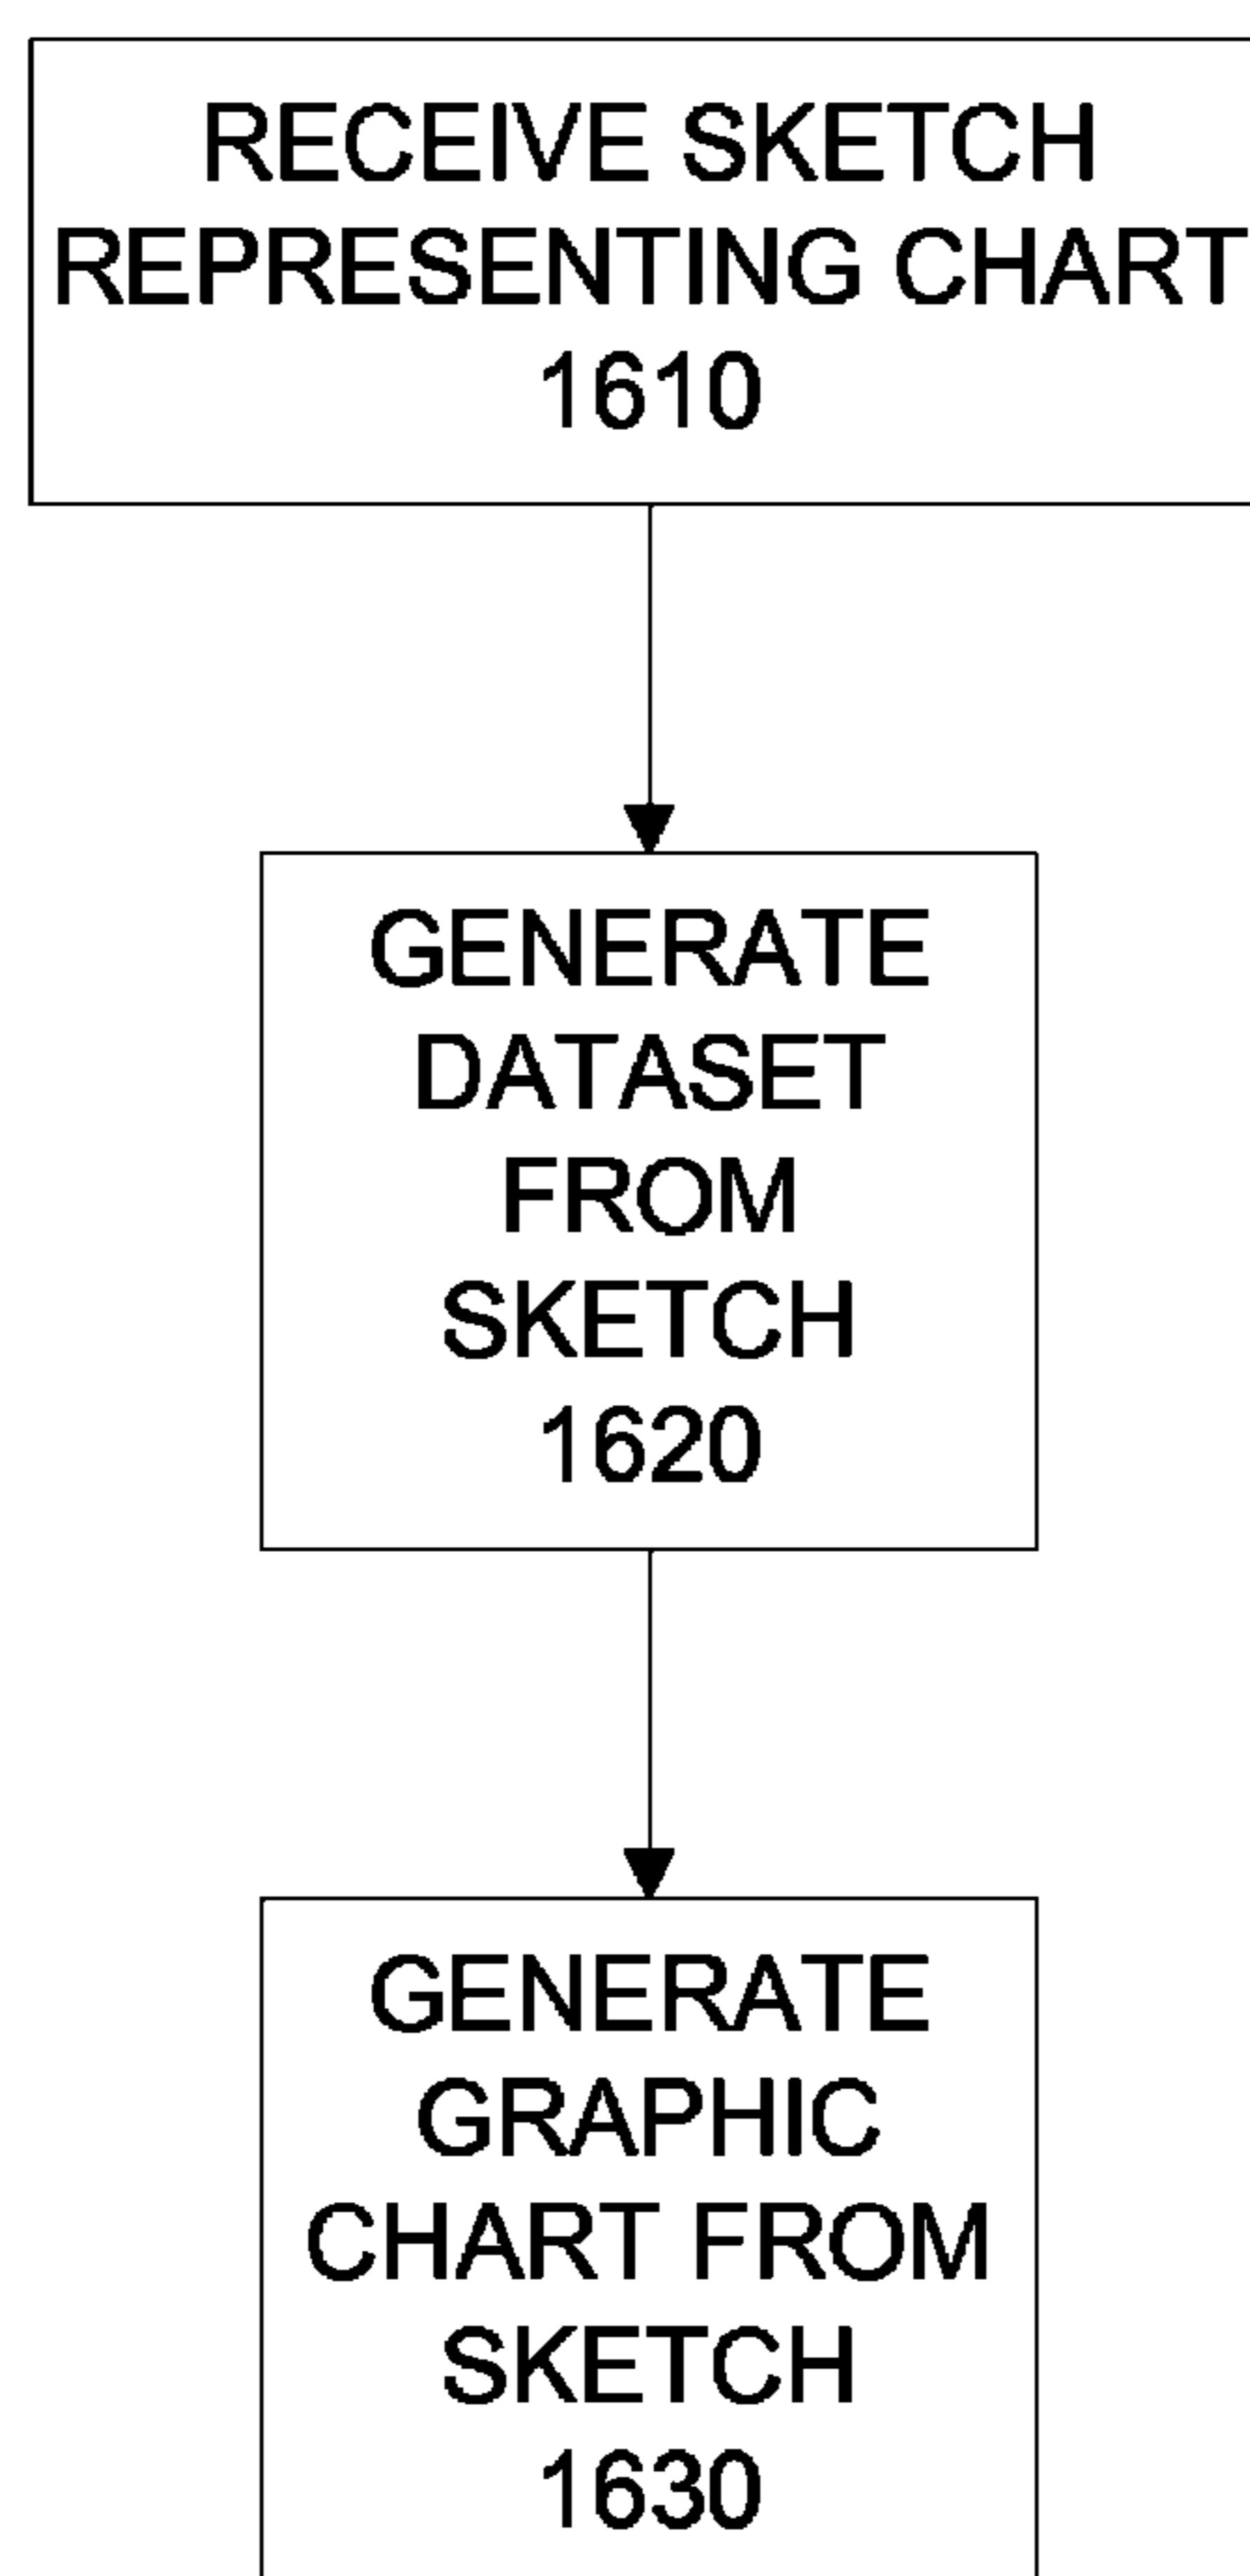 RECEIVE SKETCH
REPRESENTING CHART
1610
GENERATE
DATASET
FROM
SKETCH
1620
GENERATE
GRAPHIC
CHART FROM
SKETCH
1630